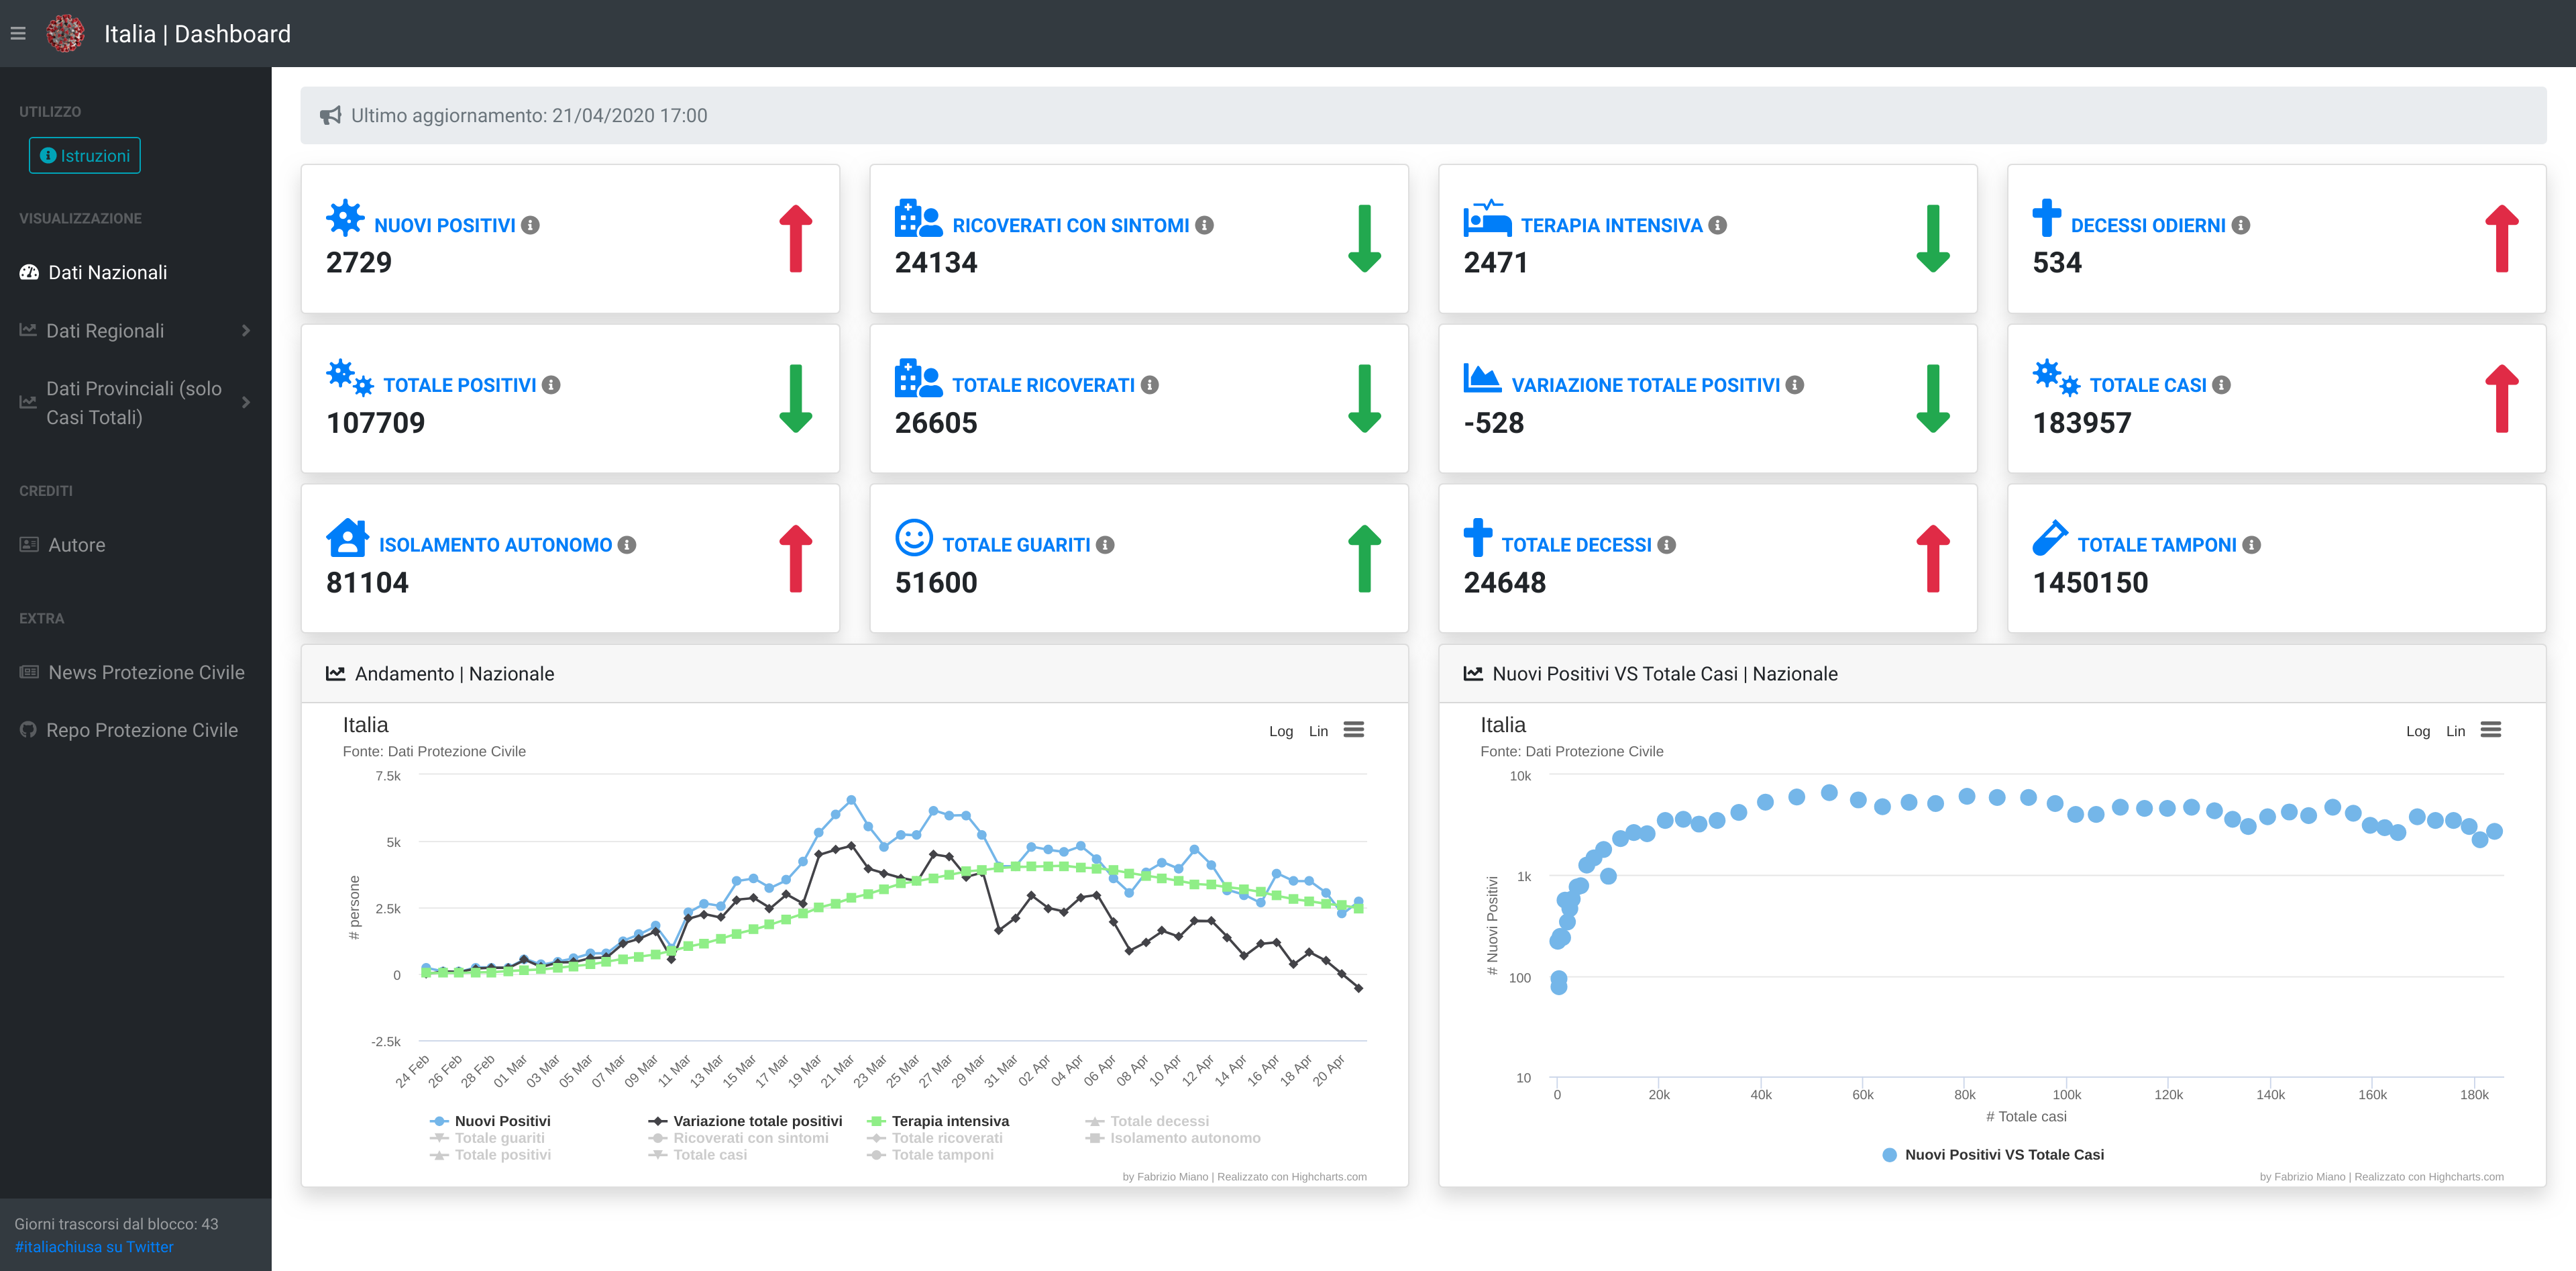 Italia | Dashboard
UTILIZZO
Istruzioni
VISUALIZZAZIONE
Dati Nazionali
Dati Regionali
Dati Provinciali (solo
Casi Totali)
CREDITI
Autore
EXTRA
News Protezione Civile
Repo Protezione Civile
Giorni trascorsi dal blocco: 43
#italiachiusa su Twitter
Ultimo aggiornamento: 21/04/2020 17:00
NUOVI POSITIVI
2729
RICOVERATI CON SINTOMI
24134
TERAPIA INTENSIVA
2471
DECESSI ODIERNI
534
TOTALE POSITIVI
107709
TOTALE RICOVERATI
26605
VARIAZIONE TOTALE POSITIVI
-528
TOTALE CASI
183957
ISOLAMENTO AUTONOMO
81104
TOTALE GUARITI
51600
TOTALE DECESSI
24648
TOTALE TAMPONI
1450150
Andamento | Nazionale
Italia
Log Lin
Fonte: Dati Protezione Civile
# persone
7.5k
5k
2.5k
0
-2.5k
24 Feb 26 Feb 28 Feb 01 Mar 03 Mar 05 Mar 07 Mar 09 Mar 11 Mar 13 Mar 15 Mar 17 Mar 19 Mar 21 Mar 23 Mar 25 Mar 27 Mar 29 Mar 31 Mar 02 Apr 04 Apr 06 Apr 08 Apr 10 Apr 12 Apr 14 Apr 16 Apr 18 Apr 20 Apr
Nuovi Positivi Variazione totale positivi Terapia intensiva Totale decessi
Totale guariti Ricoverati con sintomi Totale ricoverati Isolamento autonomo
Totale positivi Totale casi Totale tamponi
by Fabrizio Miano | Realizzato con Highcharts.com
Nuovi Positivi VS Totale Casi | Nazionale
Italia
Log Lin
Fonte: Dati Protezione Civile
# Nuovi Positivi
10k
1k
100
10
0 20k 40k 60k 80k 100k 120k 140k 160k 180k
# Totale casi
Nuovi Positivi VS Totale Casi
by Fabrizio Miano | Realizzato con Highcharts.com